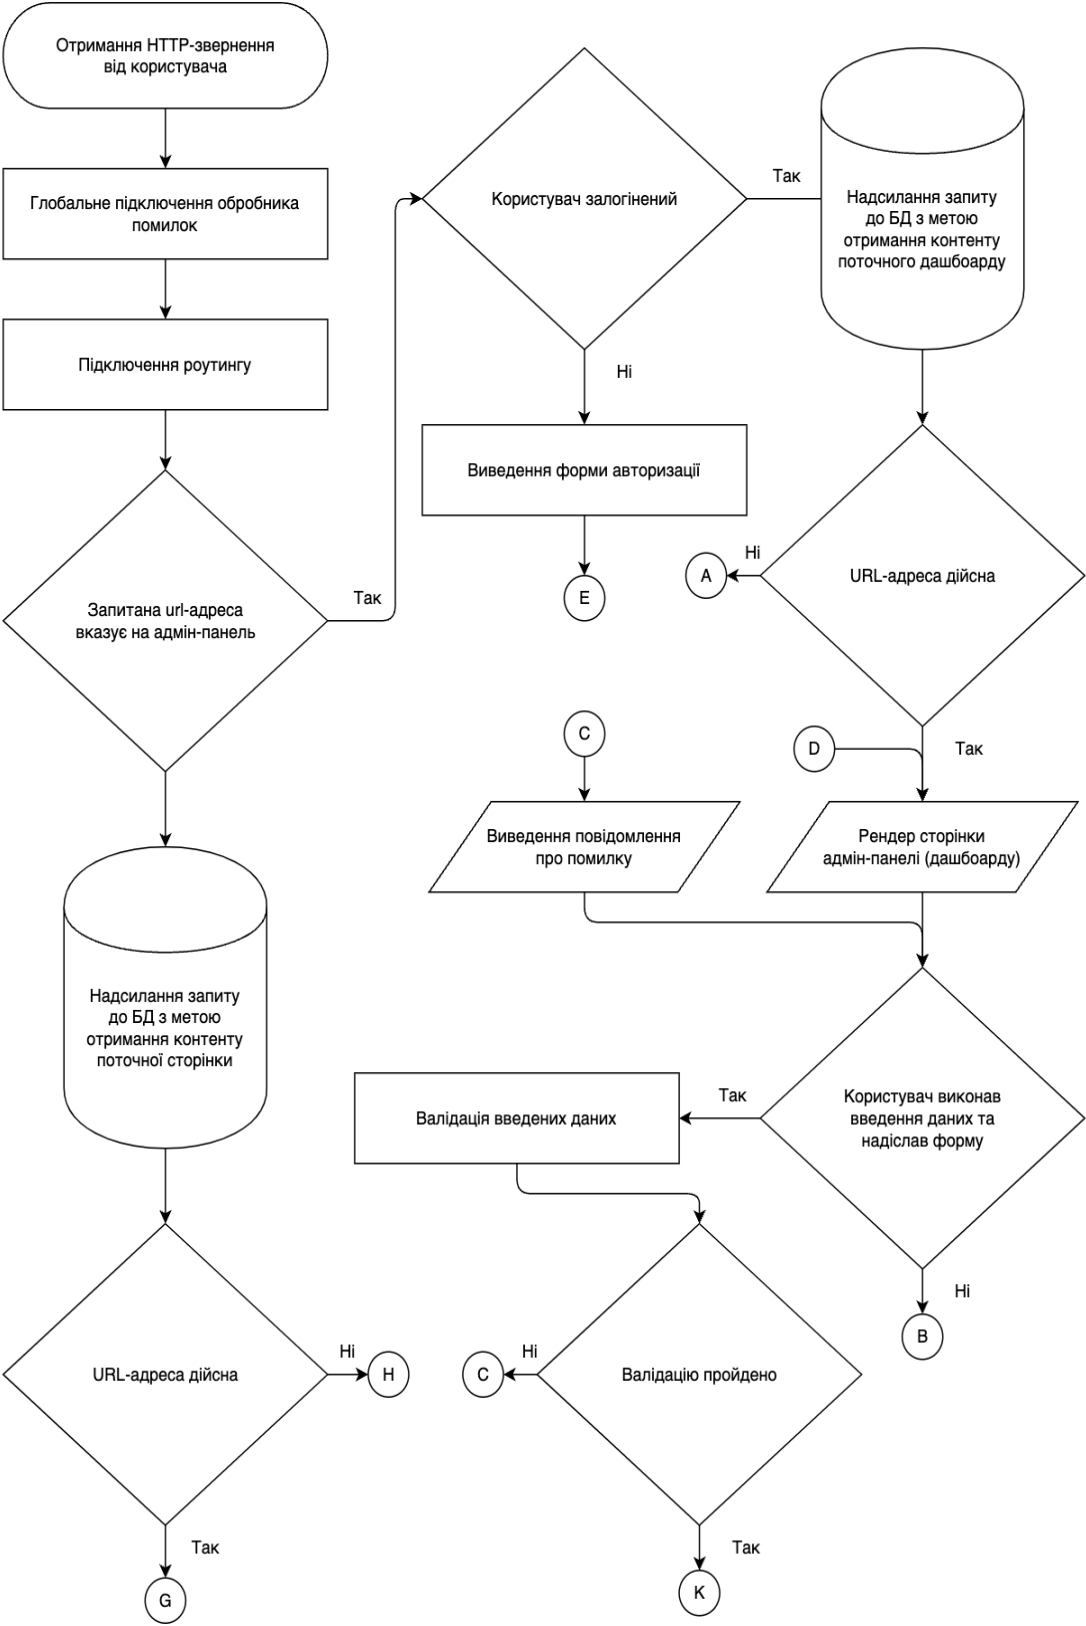 Отримання HTTP-звернення
від користувача
Глобальне підключення обробника
помилок
Підключення роутингу
Запитана url-адреса
вказує на адмін-панель
Так
Надсилання запиту
до БД з метою
отримання контенту
поточної сторінки
URL-адреса дійсна
Ні
H
Так
G
Користувач залогінений
Так
Ні
Виведення форми авторизації
E
Надсилання запиту
до БД з метою
отримання контенту
поточного дашбоарду
URL-адреса дійсна
Ні
A
Так
D
C
Виведення повідомлення
про помилку
Рендер сторінки
адмін-панелі (дашбоарду)
Користувач виконав
введення даних та
надіслав форму
Так
Ні
B
Валідація введених даних
Валідацію пройдено
Ні
C
Так
K